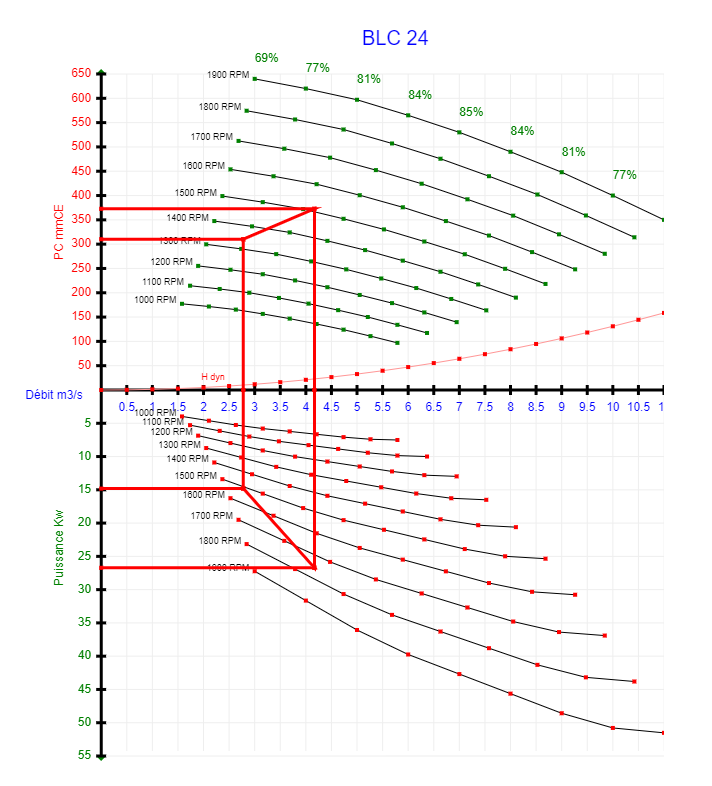 BLC 24
69%
77%
81%
84%
85%
84%
81%
77%
1900 RPM
1800 RPM
1700 RPM
1600 RPM
1500 RPM
1400 RPM
1300 RPM
1200 RPM
1100 RPM
1000 RPM
650
600
550
500
450
400
350
300
250
200
150
100
50
PC mmCE
H dyn
Débit m3/s
0.5 1 1.5 2 2.5 3 3.5 4 4.5 5 5.5 6 6.5 7 7.5 8 8.5 9 9.5 10 10.5 1
1000 RPM
1100 RPM
1200 RPM
1300 RPM
1400 RPM
1500 RPM
1600 RPM
1700 RPM
1800 RPM
1900 RPM
5
10
15
20
25
30
35
40
45
50
55
Puissance Kw